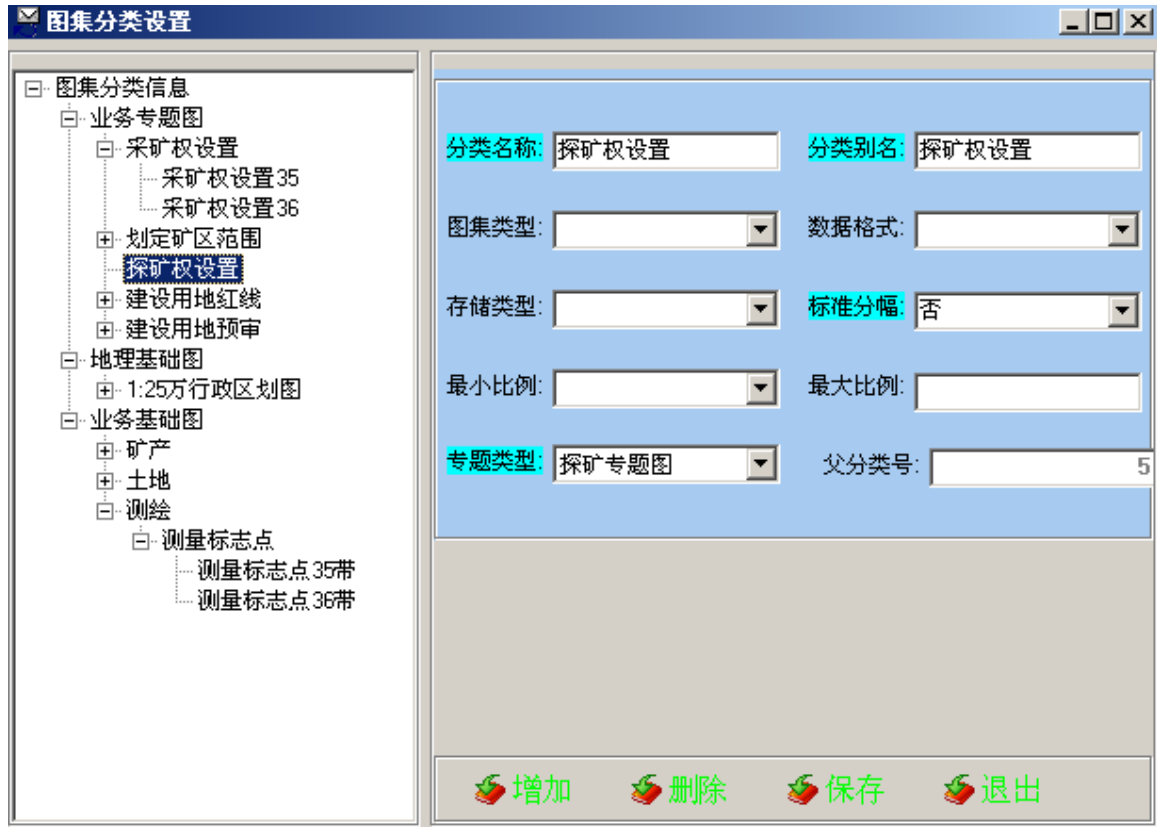 图集分类设置
图集分类信息
业务专题图
采矿权设置
采矿权设置35
采矿权设置36
划定矿区范围
探矿权设置
建设用地红线
建设用地预审
地理基础图
1:25万行政区划图
业务基础图
矿产
土地
测绘
测量标志点
测量标志点35带
测量标志点36带
分类名称: 探矿权设置 分类别名: 探矿权设置
图集类型: 数据格式:
存储类型: 标准分幅: 否
最小比例: 最大比例:
专题类型: 探矿专题图 父分类号: 5
增加 删除 保存 退出